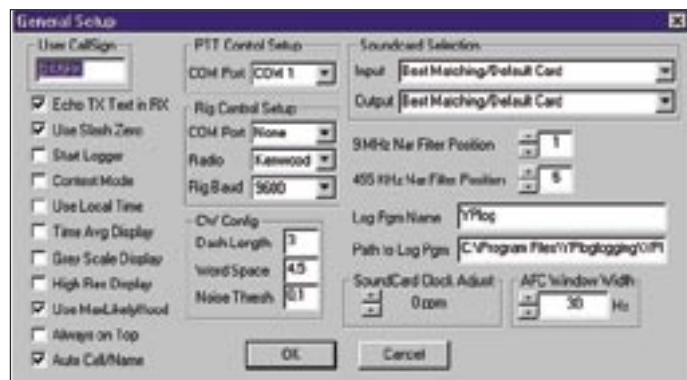 General Setup
User CallSign
Echo TX Text in RX
Use Slash Zero
Start Logger
Contest Mode
Use Local Time
Time Avg Display
Grey Scale Display
High Res Display
Use MaxLikelyHood
Always on Top
Auto Call/Name
PTT Control Setup
COM Port COM 1
Rig Control Setup
COM Port None
Radio Kenwood
Rig Baud 9600
CW Config
Dash Length 3
Word Space 4.5
Noise Thresh 0.1
Soundcard Selection
Input Best Matching/Default Card
Output Best Matching/Default Card
9MHz Nar Filter Position 1
455 KHz Nar Filter Position 6
Log Pgm Name YPlog
Path to Log Pgm C:\Program Files\YPloglogging\
SoundCard Clock Adjust
0 ppm
AFC Window Width
30 Hz
OK Cancel